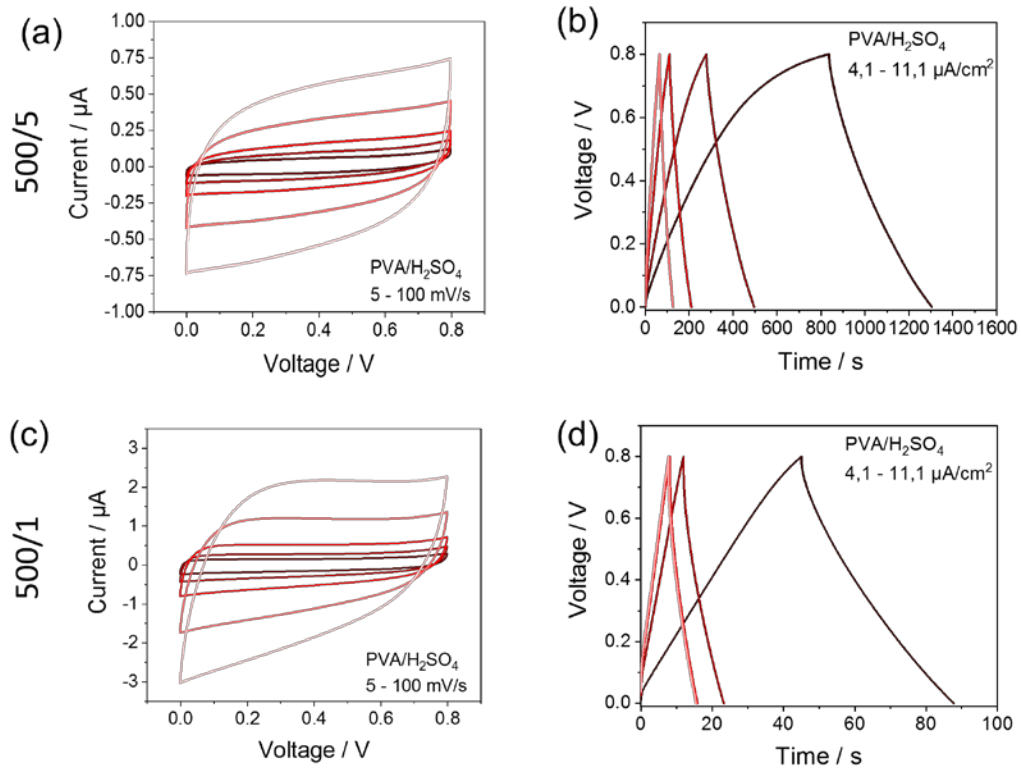 (a)
500/5
Current / µA
1.00
0.75
0.50
0.25
0.00
-0.25
-0.50
-0.75
-1.00
0.0 0.2 0.4 0.6 0.8
Voltage / V
PVA/H₂SO₄
5 - 100 mV/s
(b)
Voltage / V
0.8
0.6
0.4
0.2
0.0
0 200 400 600 800 1000 1200 1400 1600
Time / s
PVA/H₂SO₄
4,1 - 11,1 µA/cm²
(c)
500/1
Current / µA
3
2
1
0
-1
-2
-3
0.0 0.2 0.4 0.6 0.8
Voltage / V
PVA/H₂SO₄
5 - 100 mV/s
(d)
Voltage / V
0.8
0.6
0.4
0.2
0.0
0 20 40 60 80 100
Time / s
PVA/H₂SO₄
4,1 - 11,1 µA/cm²